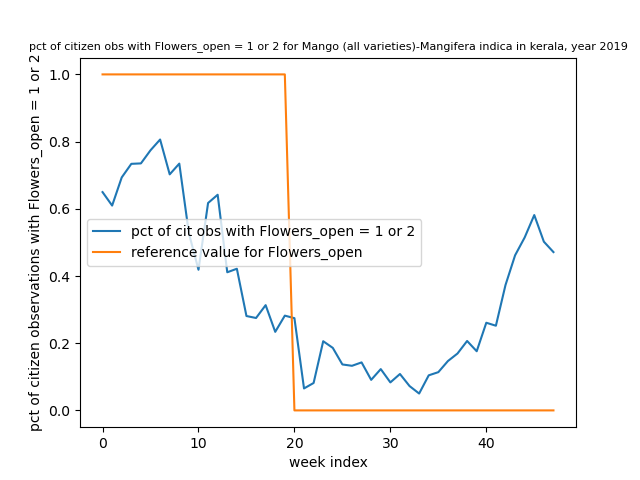 pct of citizen obs with Flowers_open = 1 or 2 for Mango (all varieties)-Mangifera indica in kerala, year 2019
pct of citizen observations with Flowers_open = 1 or 2
1.0
0.8
0.6
0.4
0.2
0.0
pct of cit obs with Flowers_open = 1 or 2
reference value for Flowers_open
0 10 20 30 40
week index